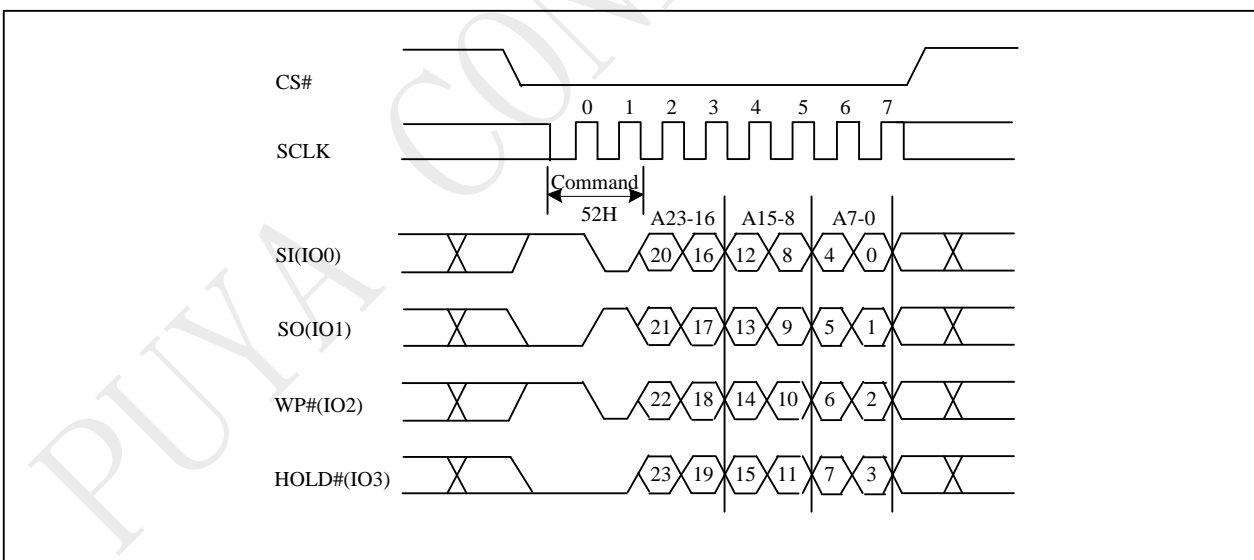 PUYA CON
CS#
0 1 2 3 4 5 6 7
SCLK
Command
52H
A23-16 A15-8 A7-0
SI(IO0) 20 16 12 8 4 0
SO(IO1) 21 17 13 9 5 1
WP#(IO2) 22 18 14 10 6 2
HOLD#(IO3) 23 19 15 11 7 3